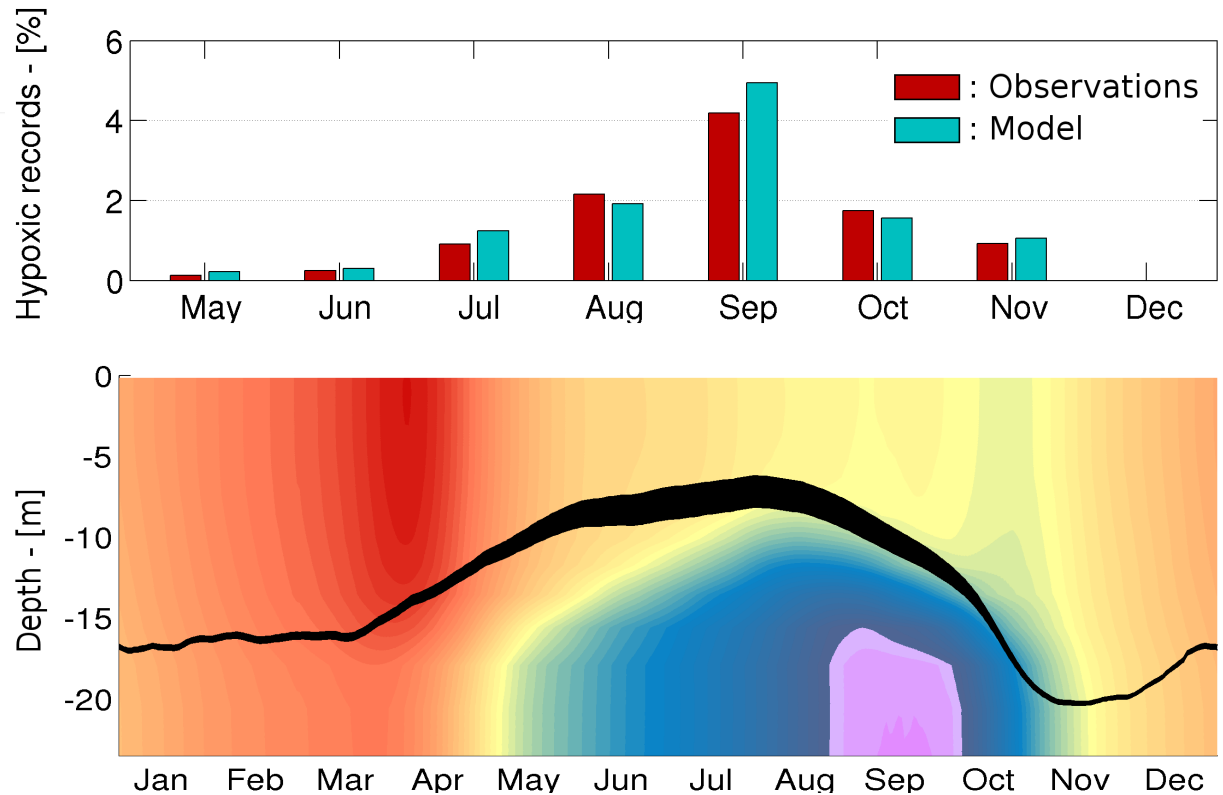 Hypoxic records - [%]
6
4
2
0
: Observations
: Model
May Jun Jul Aug Sep Oct Nov Dec
Depth - [m]
0
-5
-10
-15
-20
Jan Feb Mar Apr May Jun Jul Aug Sep Oct Nov Dec